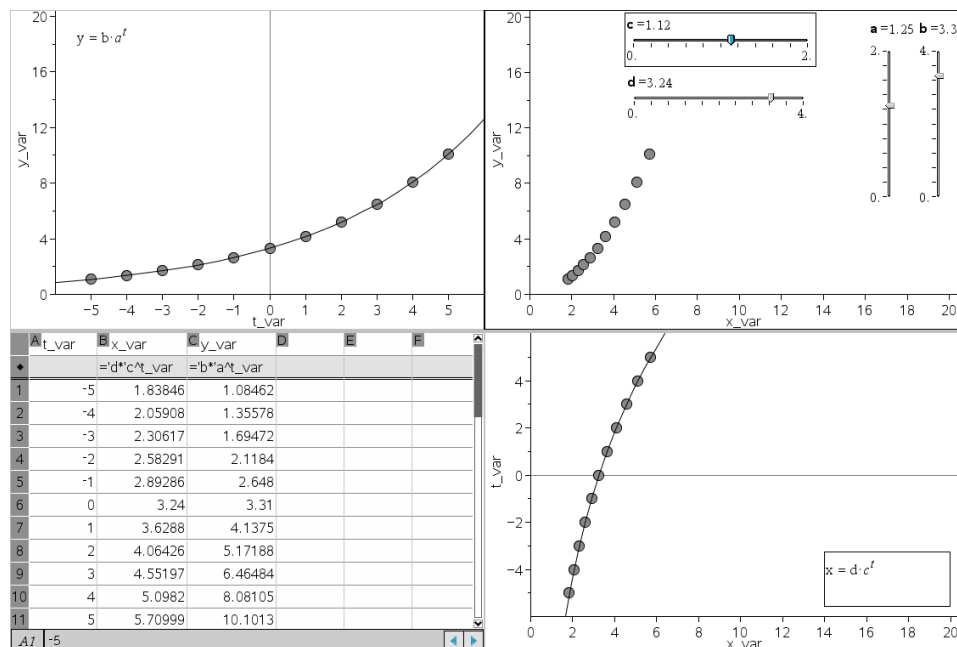 20
16
12
8
4
0
y_var
y = b·a^t
-5 -4 -3 -2 -1 0 1 2 3 4 5
t_var
20
16
12
8
4
0
y_var
c =1.12
0. 2.
d =3.24
0. 4.
a =1.25 b =3.3
2. 4.
0. 0.
0 2 4 6 8 10 12 14 16 18 20
x_var
A t_var B x_var C y_var D E F
◆ ='d*'c^t_var ='b*'a^t_var
1 -5 1.83846 1.08462
2 -4 2.05908 1.35578
3 -3 2.30617 1.69472
4 -2 2.58291 2.1184
5 -1 2.89286 2.648
6 0 3.24 3.31
7 1 3.6288 4.1375
8 2 4.06426 5.17188
9 3 4.55197 6.46484
10 4 5.0982 8.08105
11 5 5.70999 10.1013
A1 -5
4
2
0
-2
-4
t_var
x = d·c^t
0 2 4 6 8 10 12 14 16 18 20
x_var